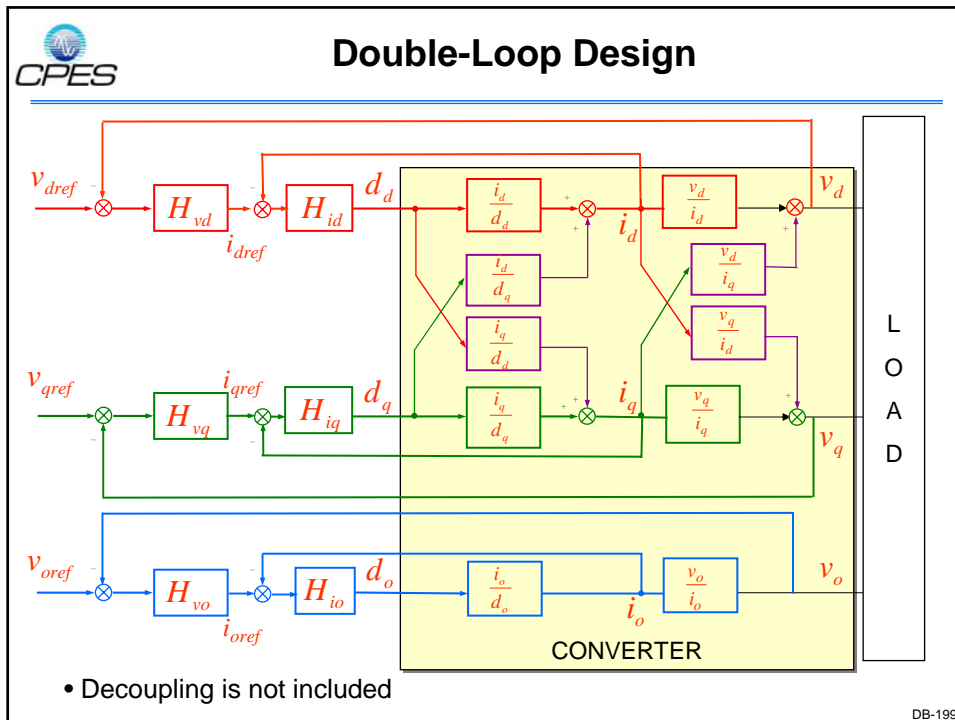 CPES
Double-Loop Design
v_dref
−
H_vd
i_dref
−
H_id
d_d
i_d / d_d
+
+
i_d
v_d / i_d
+
v_d
i_d / d_q
v_d / i_q
i_q / d_d
v_q / i_d
v_qref
−
H_vq
i_qref
−
H_iq
d_q
i_q / d_q
+
+
i_q
v_q / i_q
+
v_q
L
O
A
D
v_oref
−
H_vo
i_oref
−
H_io
d_o
i_o / d_o
i_o
v_o / i_o
v_o
CONVERTER
• Decoupling is not included
DB-199